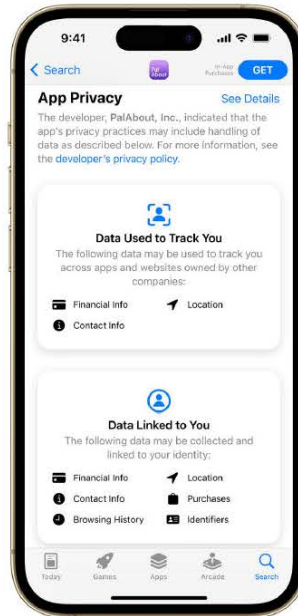 9:41
Search
Pal
About
In-App
Purchases
GET
App Privacy
See Details
The developer, PalAbout, Inc., indicated that the
app's privacy practices may include handling of
data as described below. For more information, see
the developer's privacy policy.
Data Used to Track You
The following data may be used to track you
across apps and websites owned by other
companies:
Financial Info
Location
Contact Info
Data Linked to You
The following data may be collected and
linked to your identity:
Financial Info
Location
Contact Info
Purchases
Browsing History
Identifiers
Today
Games
Apps
Arcade
Search